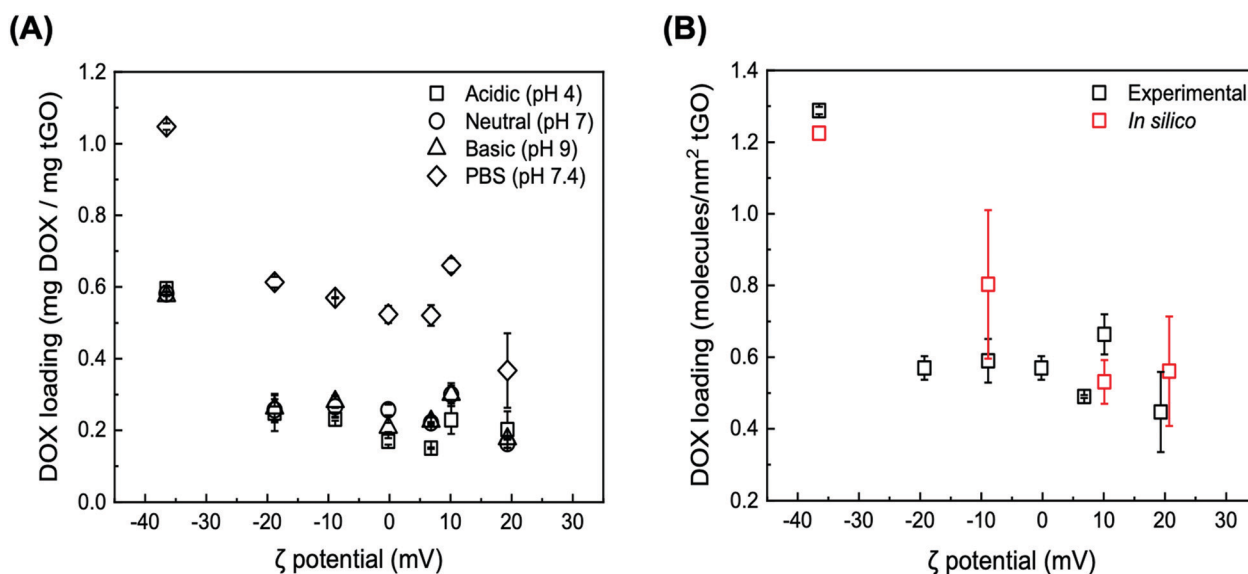 (A)
DOX loading (mg DOX / mg tGO)
1.2
1.0
0.8
0.6
0.4
0.2
0.0
Acidic (pH 4)
Neutral (pH 7)
Basic (pH 9)
PBS (pH 7.4)
-40 -30 -20 -10 0 10 20 30
ζ potential (mV)
(B)
DOX loading (molecules/nm² tGO)
1.4
1.2
1.0
0.8
0.6
0.4
0.2
Experimental
In silico
-40 -30 -20 -10 0 10 20 30
ζ potential (mV)